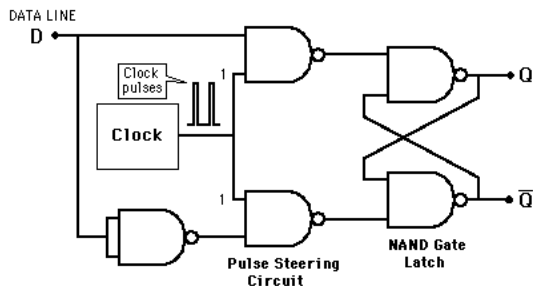 DATA LINE
D
Clock
pulses
1
Clock
Q
1
Q̅
Pulse Steering
Circuit
NAND Gate
Latch